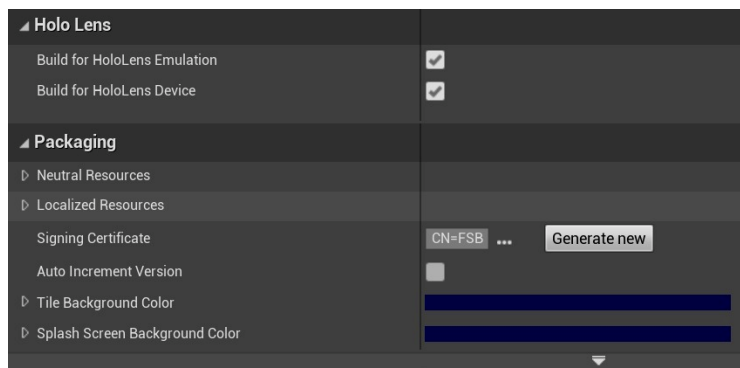 Holo Lens
Build for HoloLens Emulation
Build for HoloLens Device
Packaging
Neutral Resources
Localized Resources
Signing Certificate CN=FSB ... Generate new
Auto Increment Version
Tile Background Color
Splash Screen Background Color